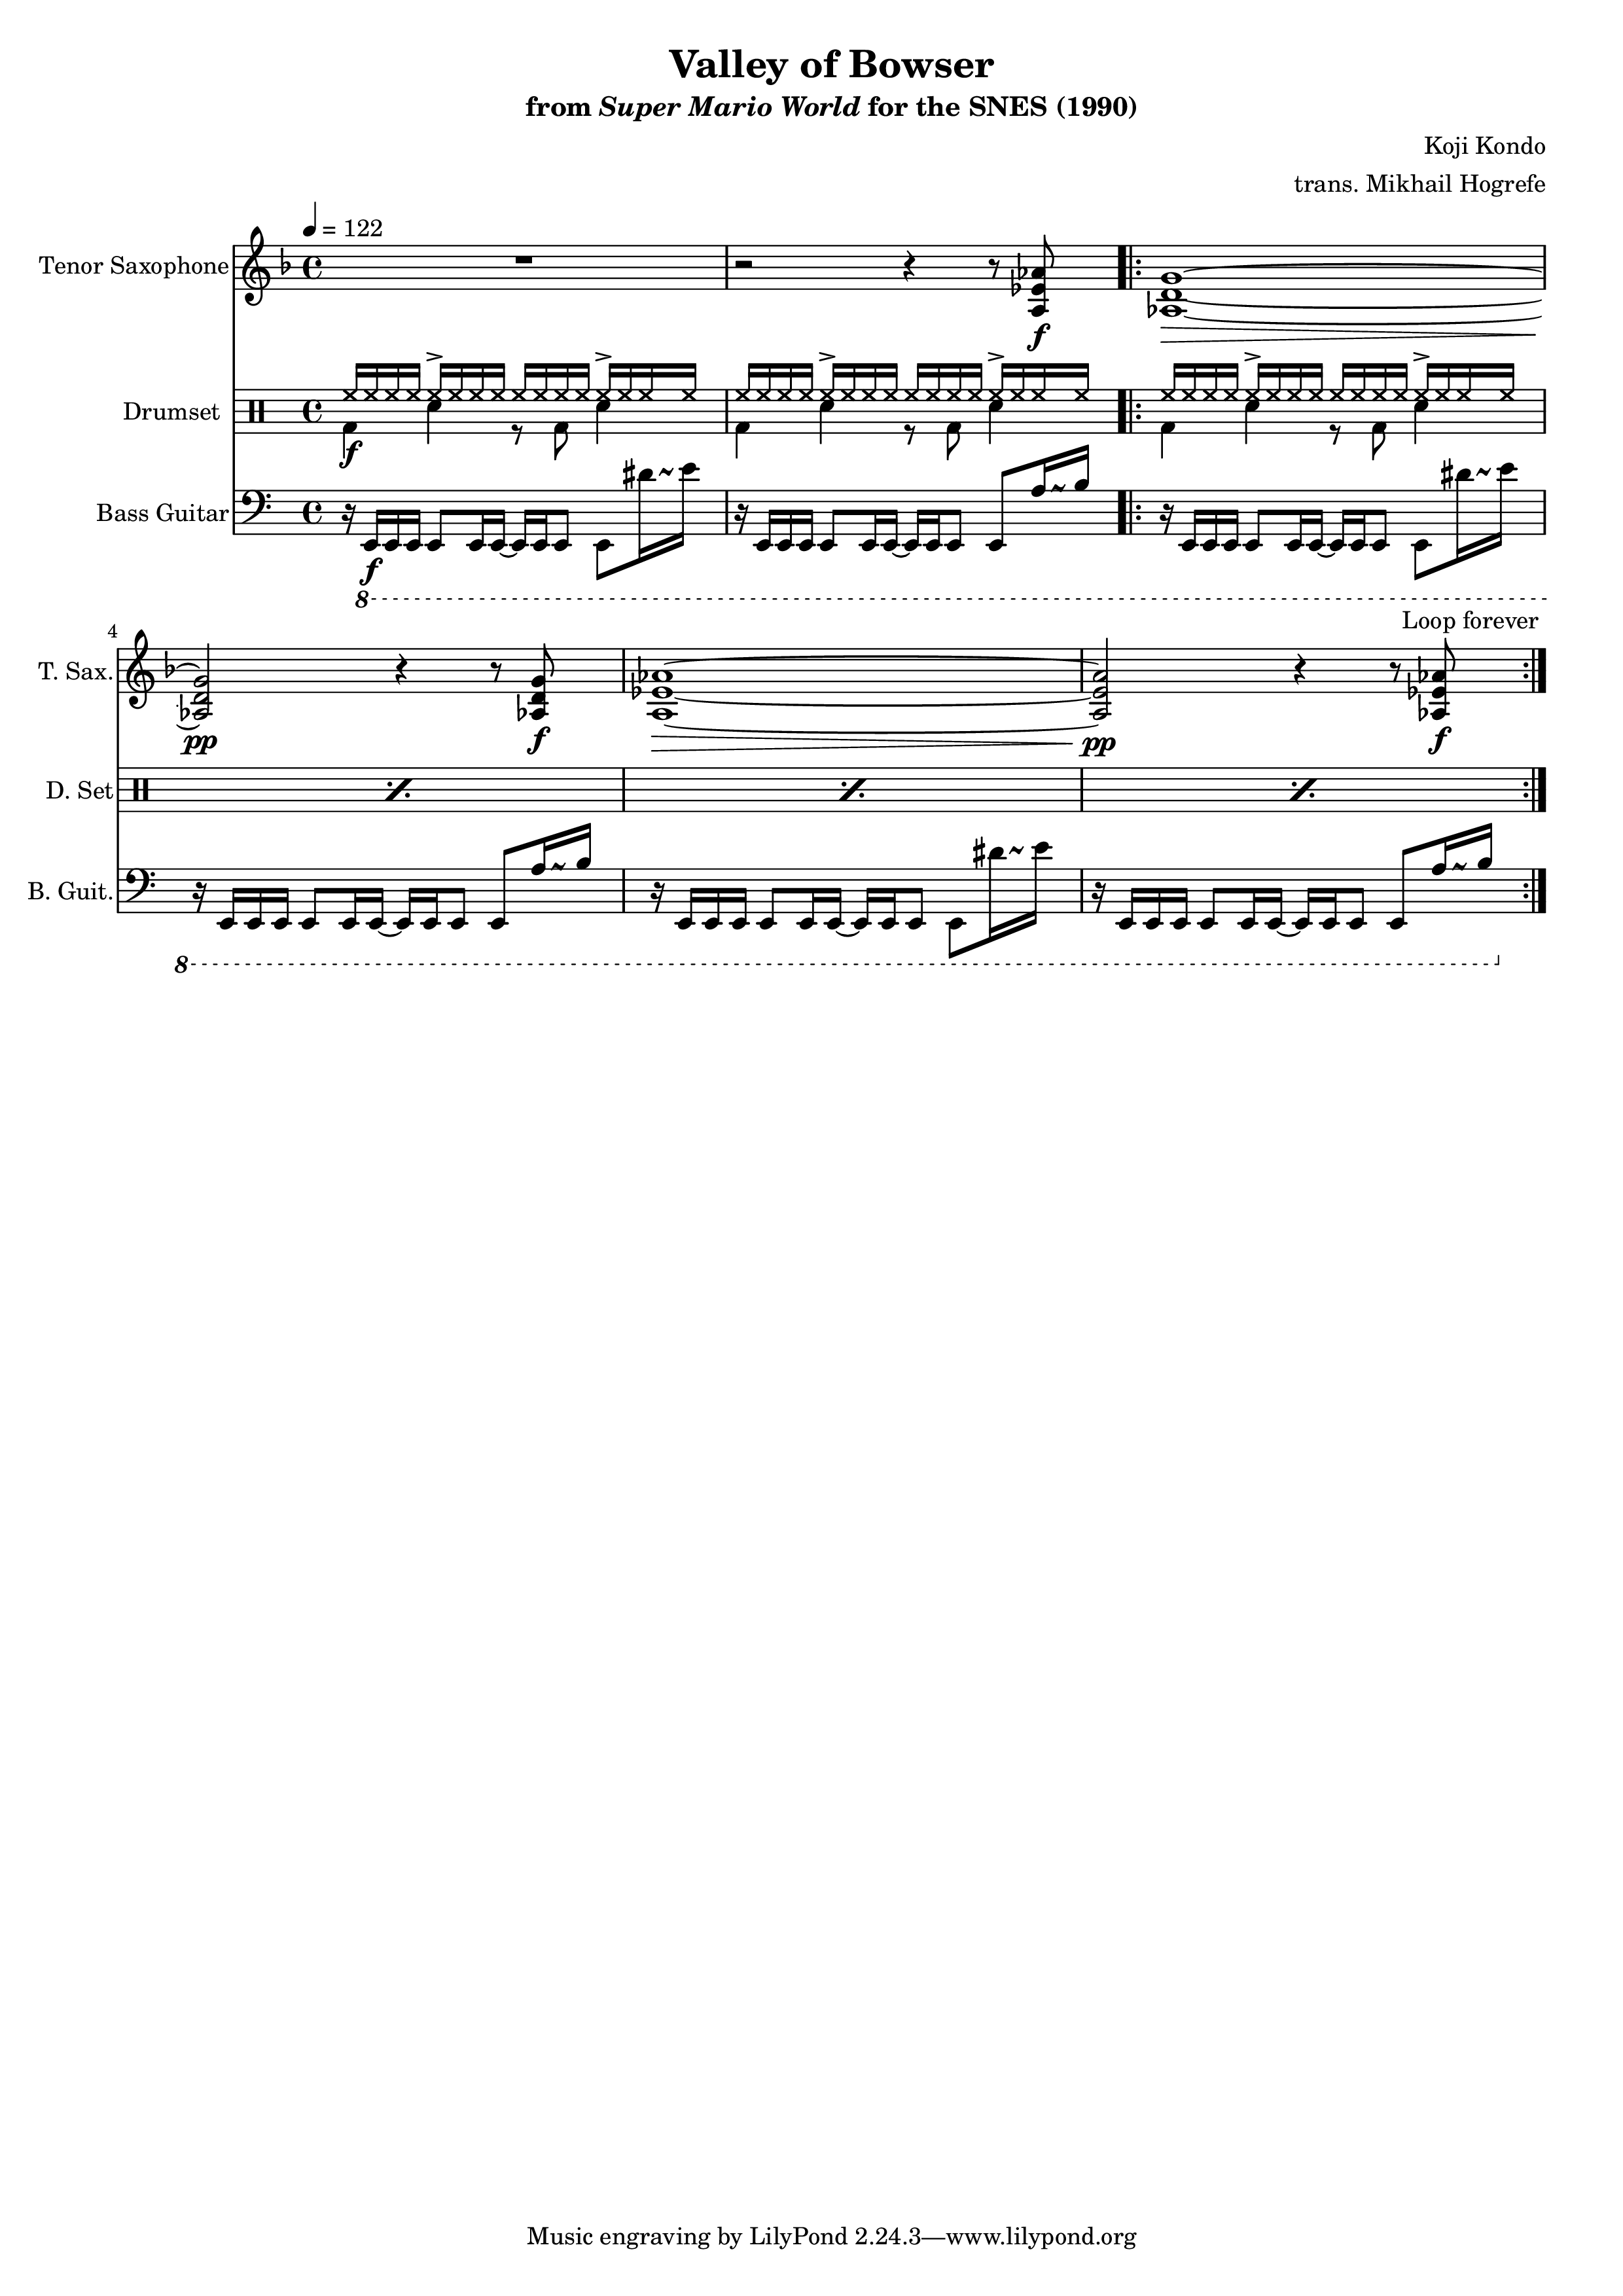 Valley of Bowser
from Super Mario World for the SNES (1990)
Koji Kondo
trans. Mikhail Hogrefe
= 122
Tenor Saxophone
f
Drumset
f
Bass Guitar
f
8
Loop forever
4
T. Sax.
pp
f
pp
f
D. Set
B. Guit.
8
Music engraving by LilyPond 2.24.3—www.lilypond.org